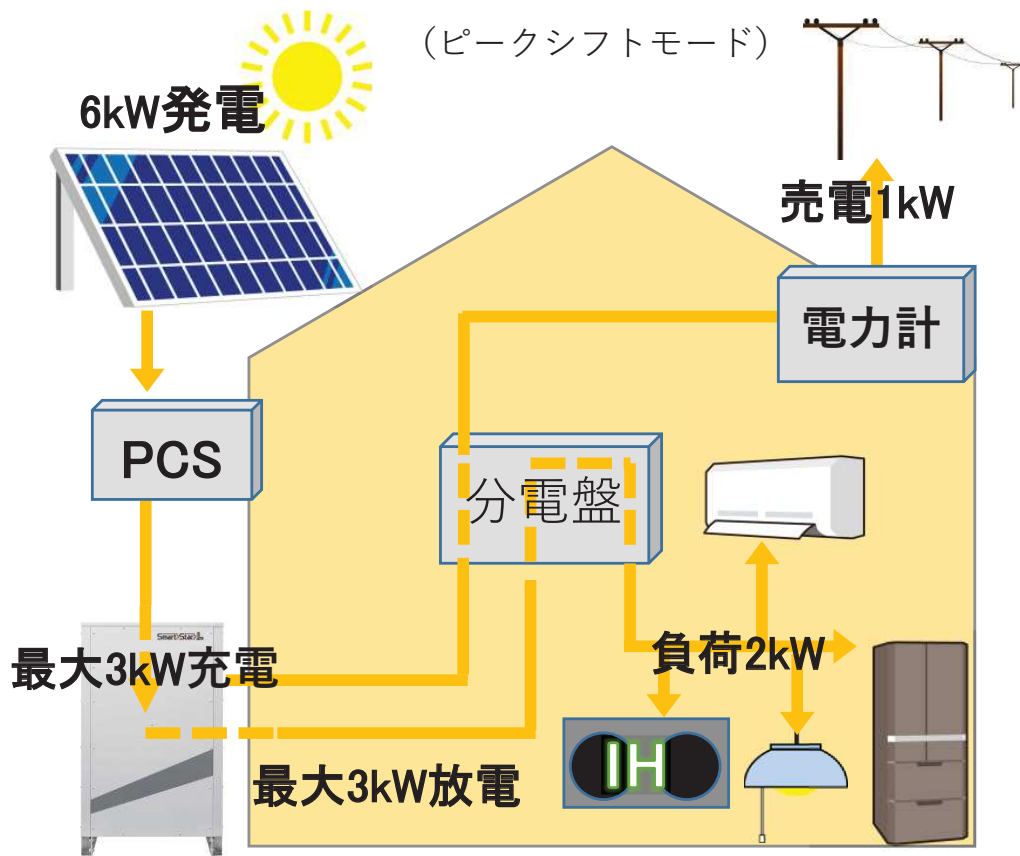 （ピークシフトモード）
6kW発電
売電1kW
電力計
PCS
分電盤
Smart Star
最大3kW充電
負荷2kW
IH
最大3kW放電